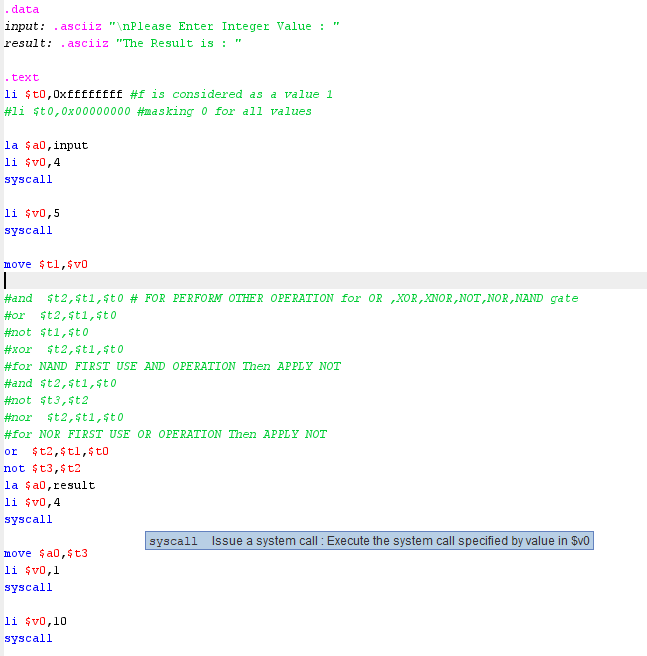 .data
input: .asciiz "\nPlease Enter Integer Value : "
result: .asciiz "The Result is : "
.text
li $t0,0xffffffff #f is considered as a value 1
#li $t0,0x00000000 #masking 0 for all values
la $a0,input
li $v0,4
syscall
li $v0,5
syscall
move $t1,$v0
#and  $t2,$t1,$t0 # FOR PERFORM OTHER OPERATION for OR ,XOR,XNOR,NOT,NOR,NAND gate
#or  $t2,$t1,$t0
#not $t1,$t0
#xor  $t2,$t1,$t0
#for NAND FIRST USE AND OPERATION Then APPLY NOT
#and $t2,$t1,$t0
#not $t3,$t2
#nor  $t2,$t1,$t0
#for NOR FIRST USE OR OPERATION Then APPLY NOT
or  $t2,$t1,$t0
not $t3,$t2
la $a0,result
li $v0,4
syscall
syscall  Issue a system call : Execute the system call specified by value in $v0
move $a0,$t3
li $v0,1
syscall
li $v0,10
syscall